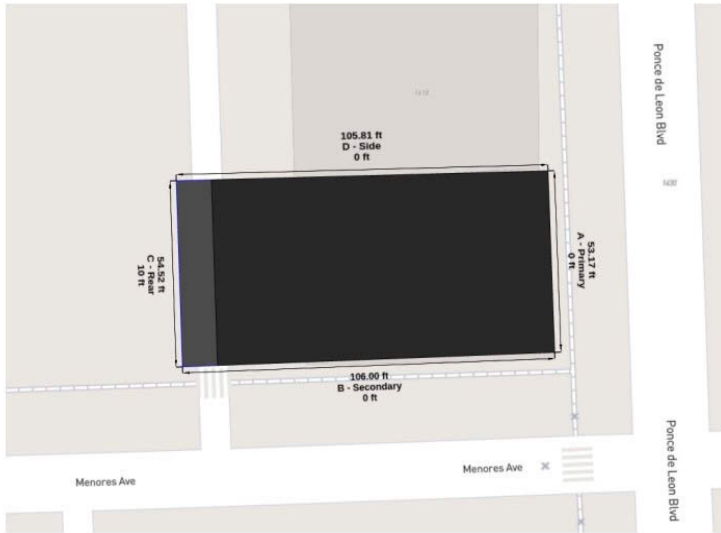 Ponce de Leon Blvd
105.81 ft
D - Side
0 ft
54.52 ft
C - Rear
10 ft
53.17 ft
A - Primary
0 ft
106.00 ft
B - Secondary
0 ft
Menores Ave
Menores Ave
Ponce de Leon Blvd